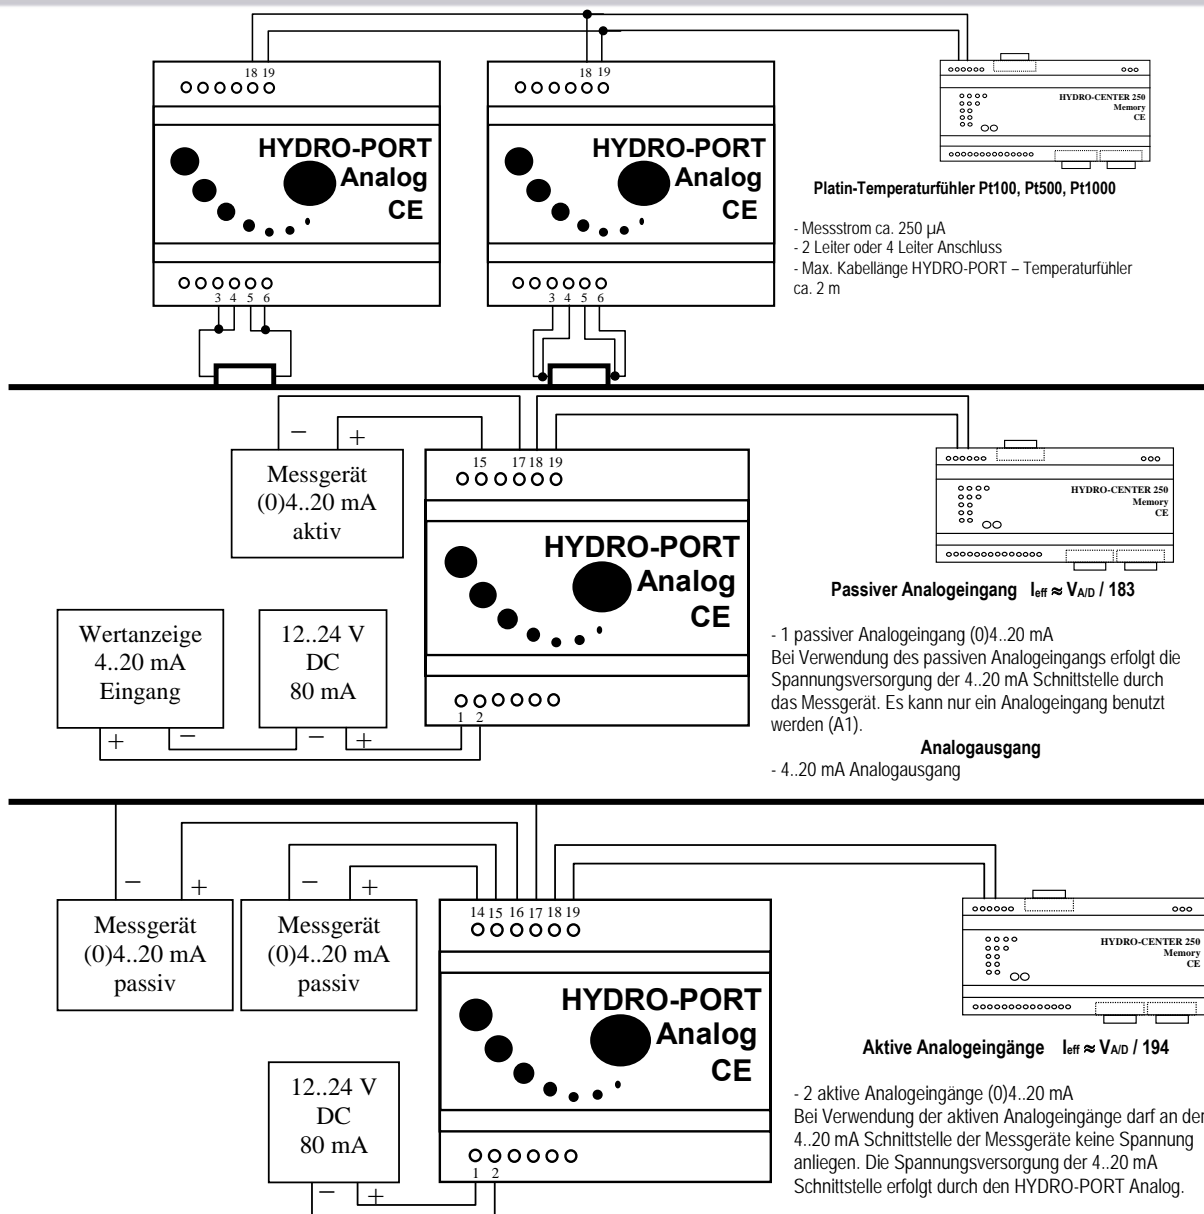 18 19
18 19
HYDRO-PORT
Analog
CE
3 4 5 6
HYDRO-PORT
Analog
CE
3 4 5 6
HYDRO-CENTER 250
Memory
CE
Platin-Temperaturfühler Pt100, Pt500, Pt1000
- Messstrom ca. 250 µA
- 2 Leiter oder 4 Leiter Anschluss
- Max. Kabellänge HYDRO-PORT – Temperaturfühler
ca. 2 m
– +
Messgerät
(0)4..20 mA
aktiv
15 17 18 19
HYDRO-PORT
Analog
CE
1 2
Wertanzeige
4..20 mA
Eingang
+ –
12..24 V
DC
80 mA
– +
HYDRO-CENTER 250
Memory
CE
Passiver Analogeingang Ieff ≈ VA/D / 183
- 1 passiver Analogeingang (0)4..20 mA
Bei Verwendung des passiven Analogeingangs erfolgt die
Spannungsversorgung der 4..20 mA Schnittstelle durch
das Messgerät. Es kann nur ein Analogeingang benutzt
werden (A1).
Analogausgang
- 4..20 mA Analogausgang
– +
Messgerät
(0)4..20 mA
passiv
– +
Messgerät
(0)4..20 mA
passiv
14 15 16 17 18 19
HYDRO-PORT
Analog
CE
1 2
12..24 V
DC
80 mA
– +
HYDRO-CENTER 250
Memory
CE
Aktive Analogeingänge Ieff ≈ VA/D / 194
- 2 aktive Analogeingänge (0)4..20 mA
Bei Verwendung der aktiven Analogeingänge darf an der
4..20 mA Schnittstelle der Messgeräte keine Spannung
anliegen. Die Spannungsversorgung der 4..20 mA
Schnittstelle erfolgt durch den HYDRO-PORT Analog.